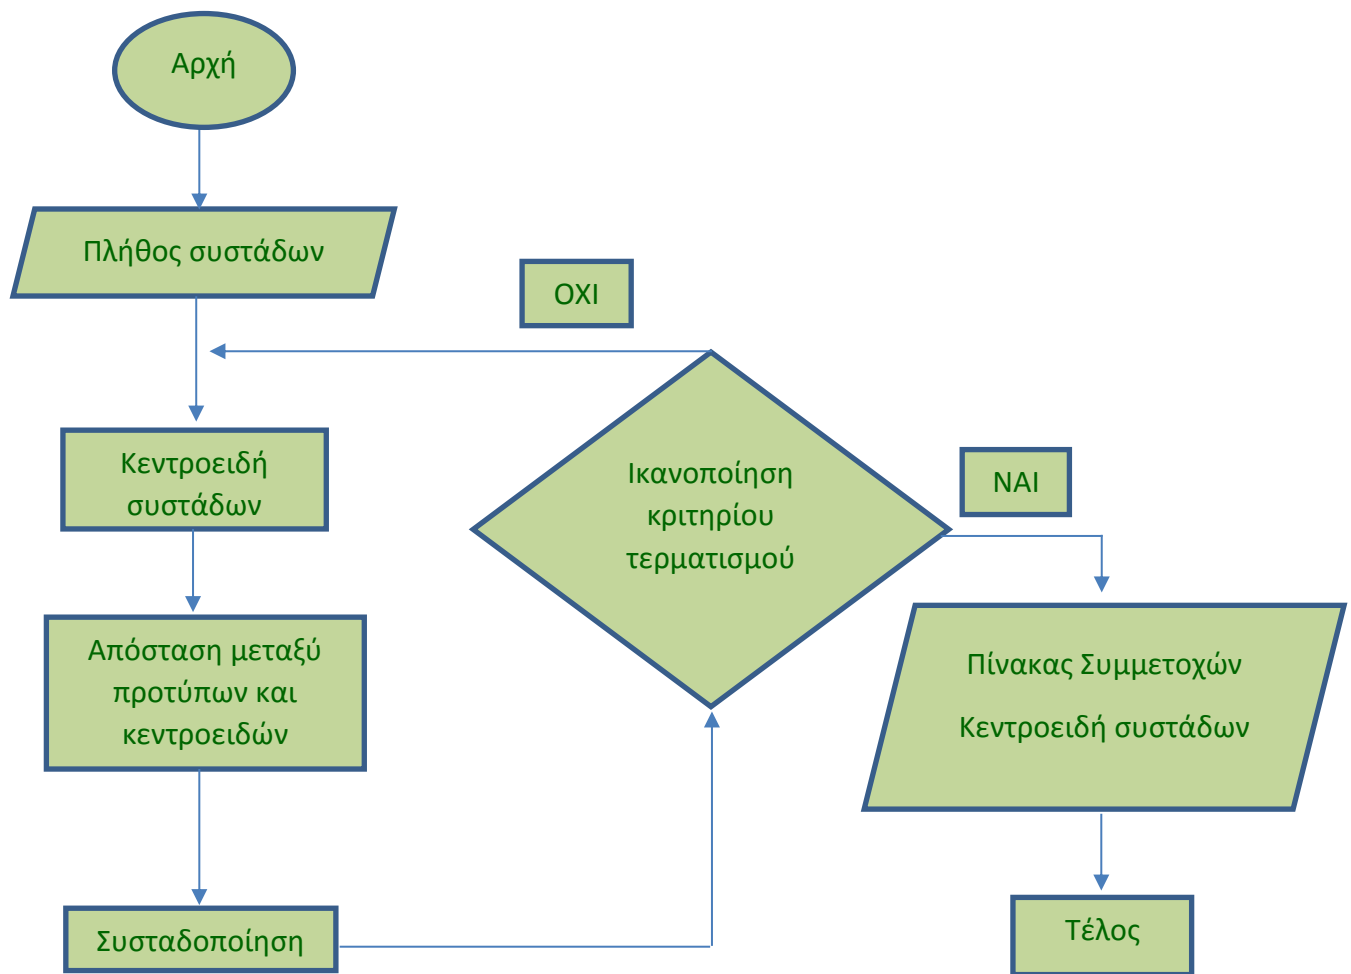 Αρχή
Πλήθος συστάδων
ΟΧΙ
Κεντροειδή
συστάδων
Απόσταση μεταξύ
προτύπων και
κεντροειδών
Συσταδοποίηση
Ικανοποίηση
κριτηρίου
τερματισμού
ΝΑΙ
Πίνακας Συμμετοχών
Κεντροειδή συστάδων
Τέλος